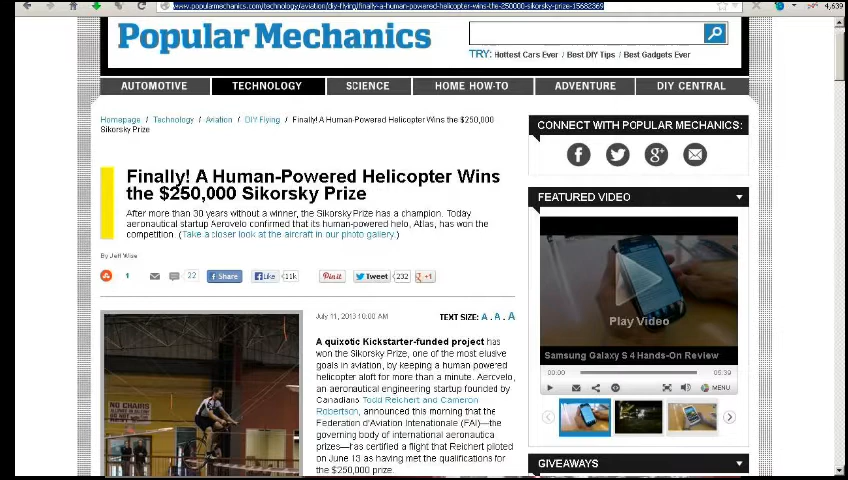 www.popularmechanics.com/technology/aviation/diy-flying/finally-a-human-powered-helicopter-wins-the-250000-sikorsky-prize-15682369
4,639
Popular Mechanics
TRY: Hottest Cars Ever / Best DIY Tips / Best Gadgets Ever
AUTOMOTIVE TECHNOLOGY SCIENCE HOME HOW-TO ADVENTURE DIY CENTRAL
Homepage / Technology / Aviation / DIY Flying / Finally! A Human-Powered Helicopter Wins the $250,000
Sikorsky Prize
Finally! A Human-Powered Helicopter Wins
the $250,000 Sikorsky Prize
After more than 30 years without a winner, the Sikorsky Prize has a champion. Today
aeronautical startup Aerovelo confirmed that its human-powered helo, Atlas, has won the
competition. (Take a closer look at the aircraft in our photo gallery.)
By Jeff Wise
1 22 Share Like 11k Pin it Tweet 232 +1
July 11, 2013 10:00 AM TEXT SIZE: A . A . A
A quixotic Kickstarter-funded project has
won the Sikorsky Prize, one of the most elusive
goals in aviation, by keeping a human powered
helicopter aloft for more than a minute. Aerovelo,
an aeronautical engineering startup founded by
Canadians Todd Reichert and Cameron
Robertson, announced this morning that the
Federation d'Aviation Internationale (FAI)—the
governing body of international aeronautica
prizes—has certified a flight that Reichert piloted
on June 13 as having met the qualifications for
the $250,000 prize.
NO CHAIRS
CONNECT WITH POPULAR MECHANICS:
FEATURED VIDEO
Play Video
Samsung Galaxy S 4 Hands-On Review
00:00 05:39
MENU
GIVEAWAYS